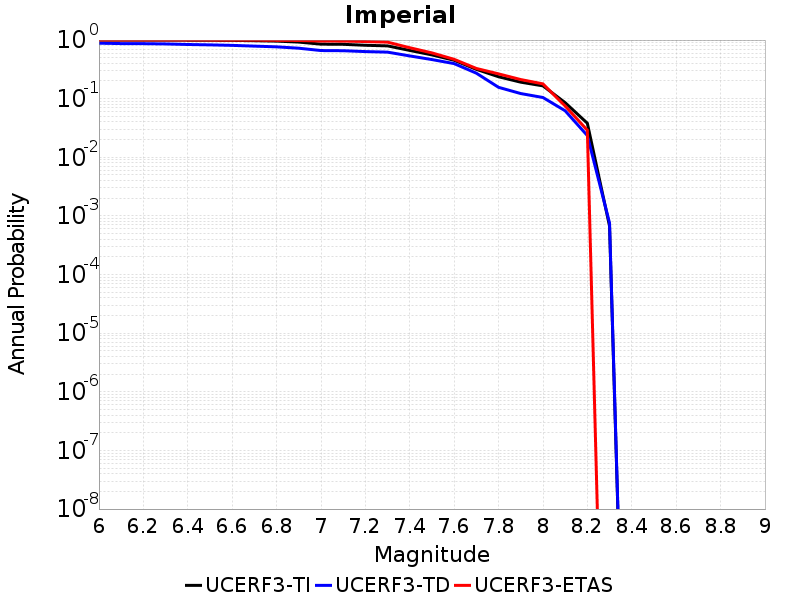 Imperial
Annual Probability
10^0
10^-1
10^-2
10^-3
10^-4
10^-5
10^-6
10^-7
10^-8
6 6.2 6.4 6.6 6.8 7 7.2 7.4 7.6 7.8 8 8.2 8.4 8.6 8.8 9
Magnitude
UCERF3-TI UCERF3-TD UCERF3-ETAS